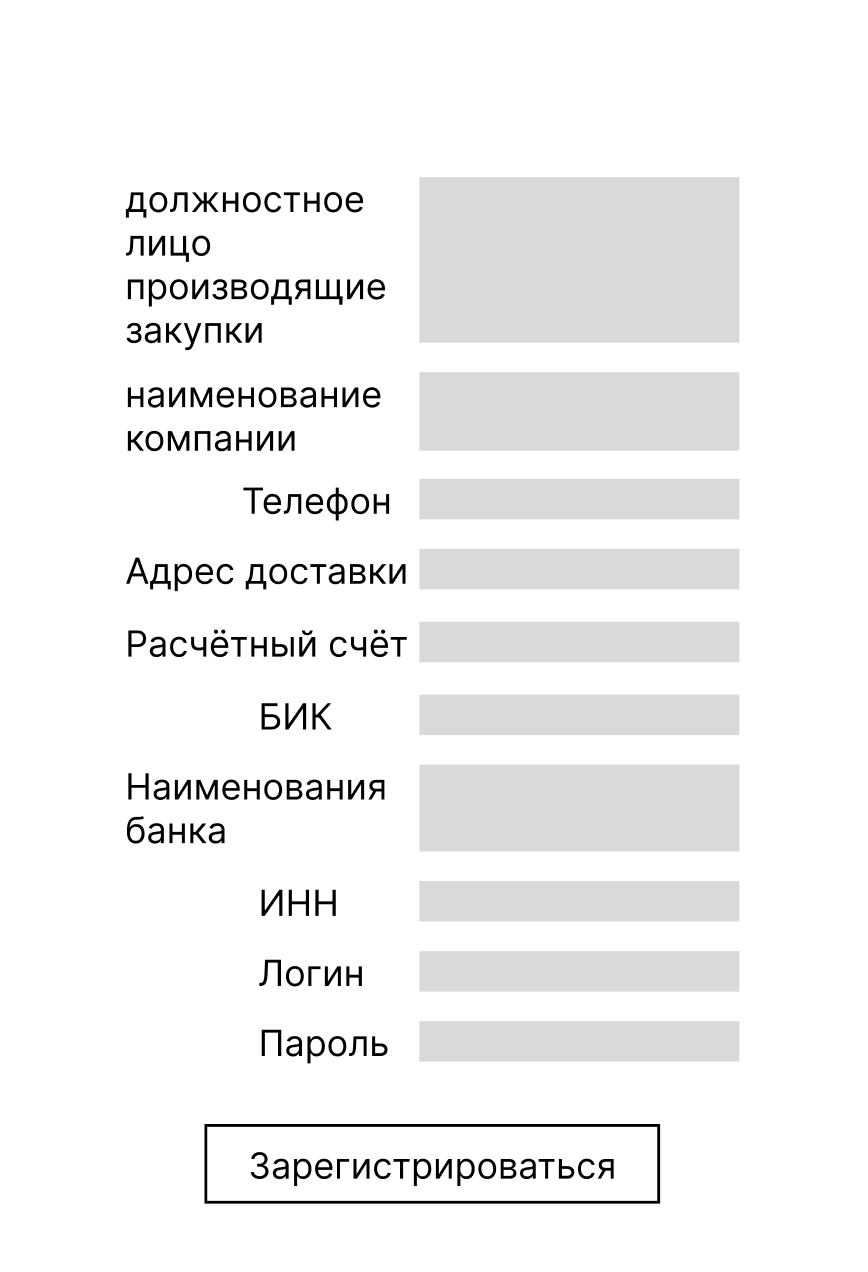 должностное
лицо
производящие
закупки
наименование
компании
Телефон
Адрес доставки
Расчётный счёт
БИК
Наименования
банка
ИНН
Логин
Пароль
Зарегистрироваться